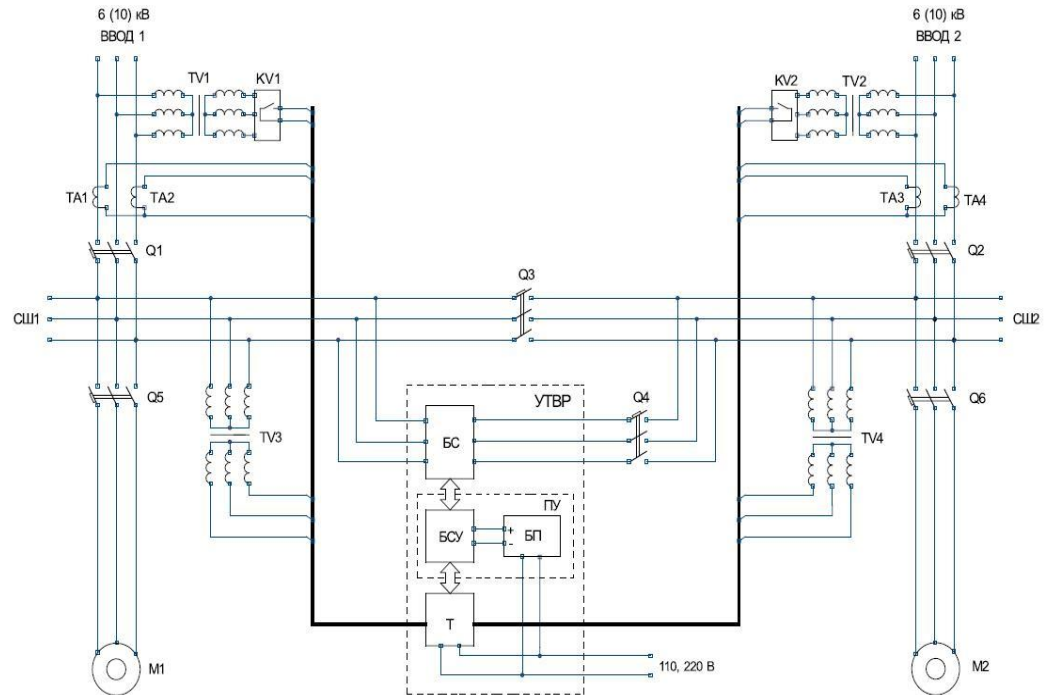 6 (10) кВ
ВВОД 1
6 (10) кВ
ВВОД 2
TV1
KV1
KV2
TV2
TA1
TA2
TA3
TA4
Q1
Q3
Q2
СШ1
СШ2
Q5
УТВР
Q4
Q6
БС
TV3
TV4
ПУ
БСУ
+
-
БП
Т
M1
110, 220 В
M2